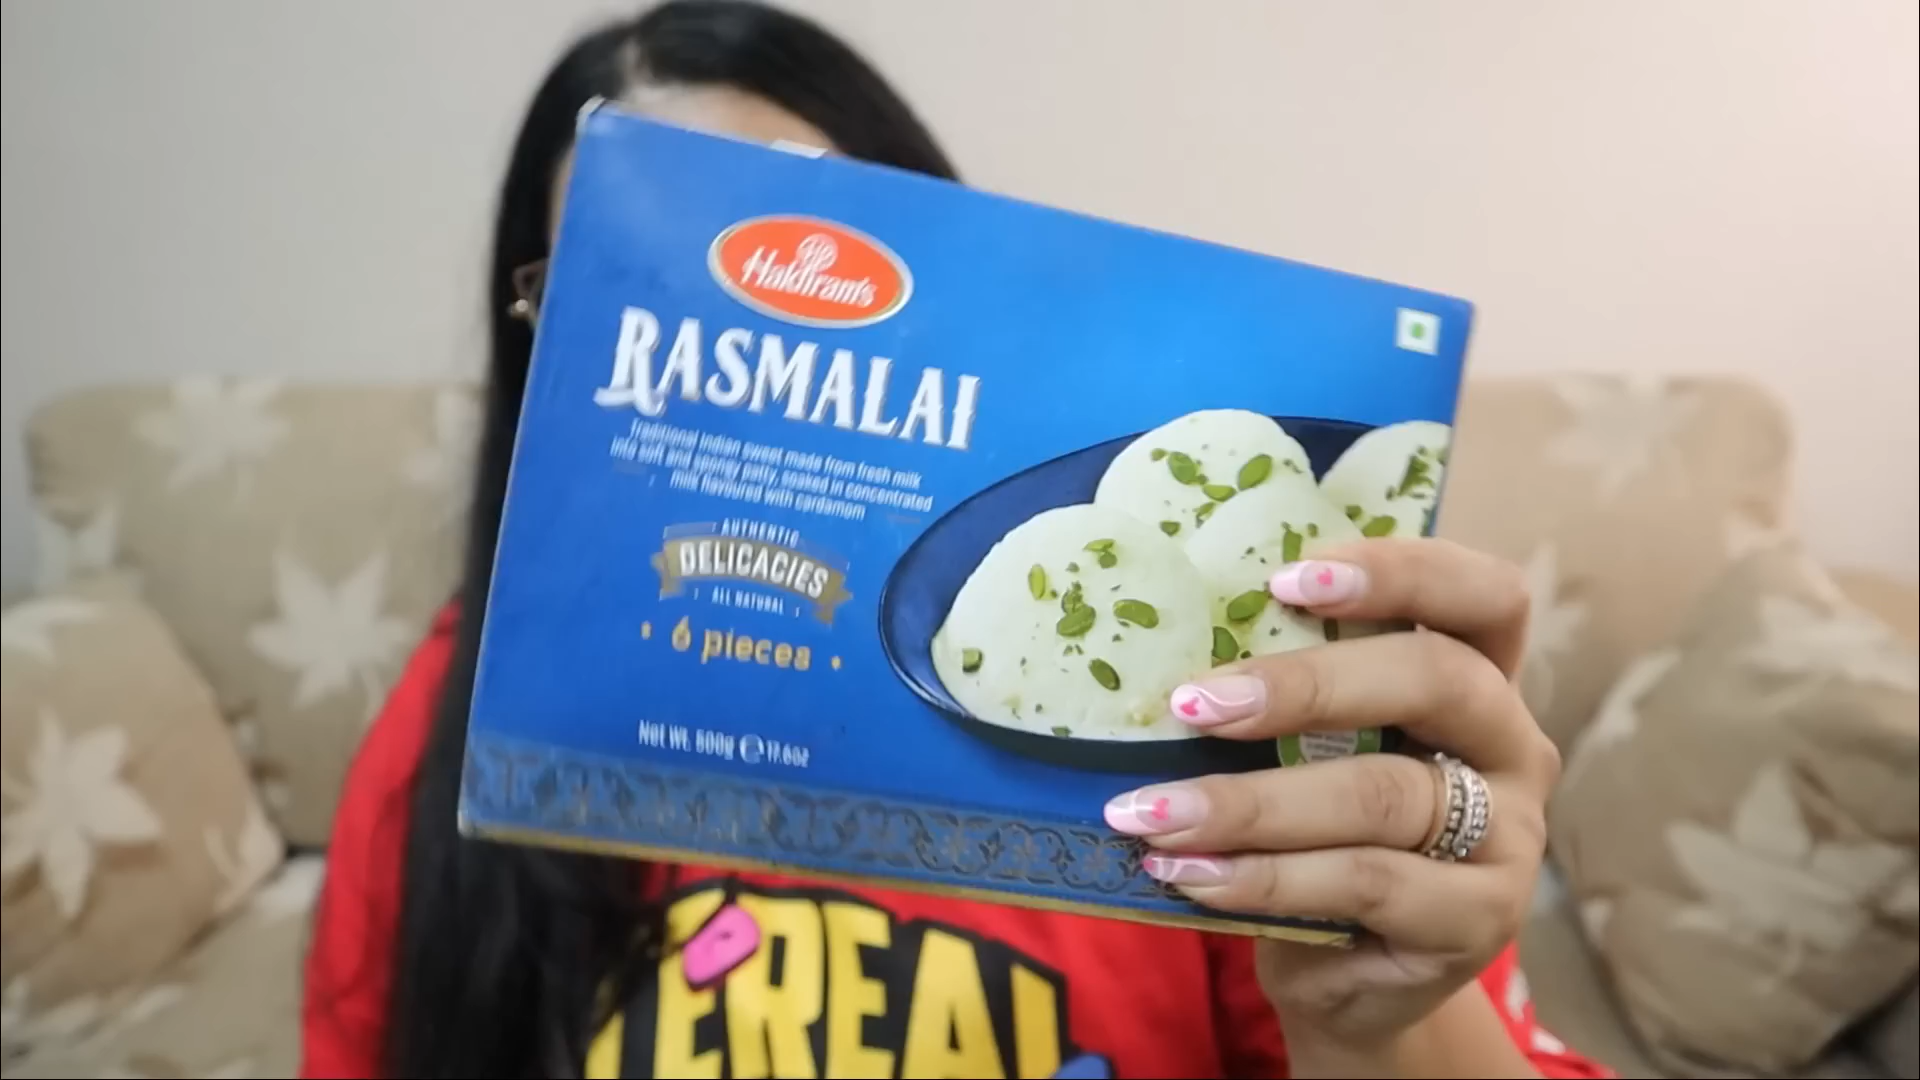 Haldiram's
RASMALAI
Traditional Indian sweet made from fresh milk
into soft and spongy patty, soaked in concentrated
milk flavoured with cardamom
AUTHENTIC
DELICACIES
ALL NATURAL
6 pieces
Net Wt. 500g ℮ 17.6oz
EREAL